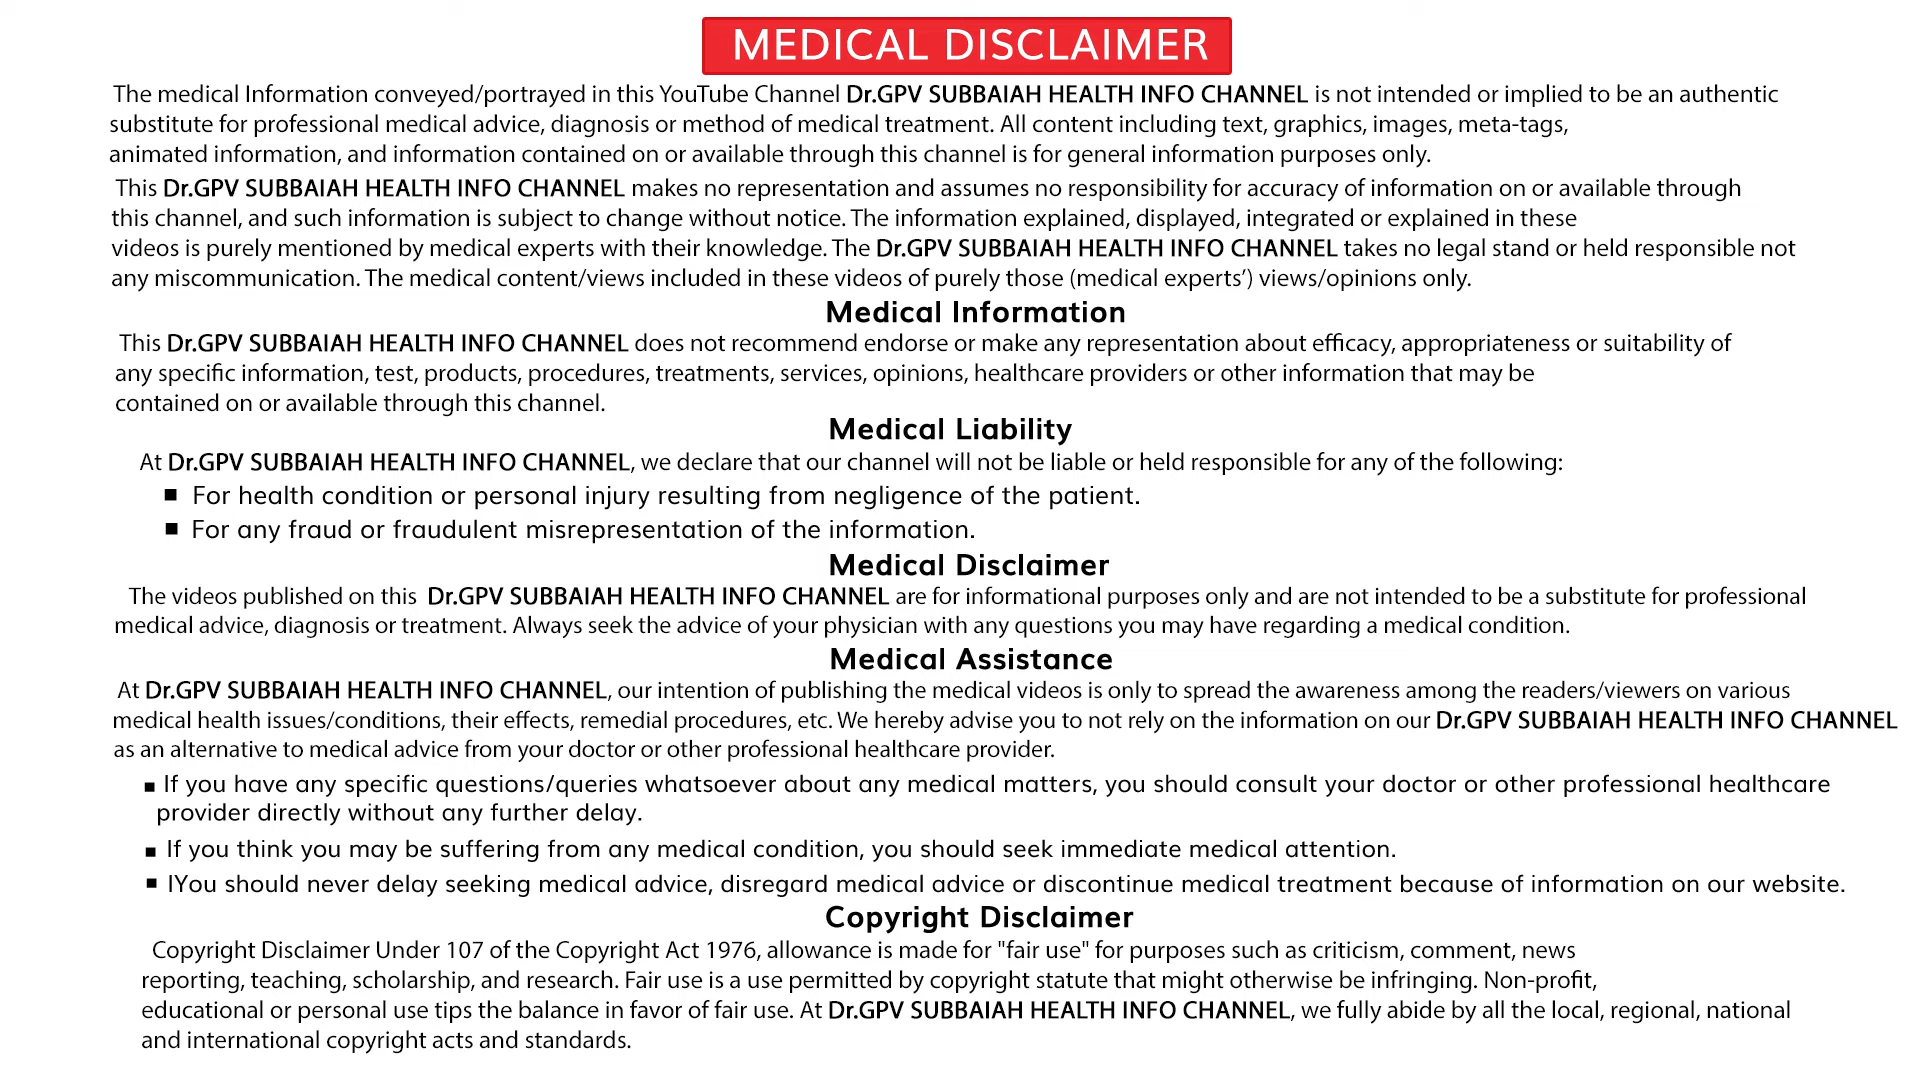 MEDICAL DISCLAIMER
The medical Information conveyed/portrayed in this YouTube Channel Dr.GPV SUBBAIAH HEALTH INFO CHANNEL is not intended or implied to be an authentic
substitute for professional medical advice, diagnosis or method of medical treatment. All content including text, graphics, images, meta-tags,
animated information, and information contained on or available through this channel is for general information purposes only.
This Dr.GPV SUBBAIAH HEALTH INFO CHANNEL makes no representation and assumes no responsibility for accuracy of information on or available through
this channel, and such information is subject to change without notice. The information explained, displayed, integrated or explained in these
videos is purely mentioned by medical experts with their knowledge. The Dr.GPV SUBBAIAH HEALTH INFO CHANNEL takes no legal stand or held responsible not
any miscommunication. The medical content/views included in these videos of purely those (medical experts’) views/opinions only.
Medical Information
This Dr.GPV SUBBAIAH HEALTH INFO CHANNEL does not recommend endorse or make any representation about efficacy, appropriateness or suitability of
any specific information, test, products, procedures, treatments, services, opinions, healthcare providers or other information that may be
contained on or available through this channel.
Medical Liability
At Dr.GPV SUBBAIAH HEALTH INFO CHANNEL, we declare that our channel will not be liable or held responsible for any of the following:
■ For health condition or personal injury resulting from negligence of the patient.
■ For any fraud or fraudulent misrepresentation of the information.
Medical Disclaimer
The videos published on this Dr.GPV SUBBAIAH HEALTH INFO CHANNEL are for informational purposes only and are not intended to be a substitute for professional
medical advice, diagnosis or treatment. Always seek the advice of your physician with any questions you may have regarding a medical condition.
Medical Assistance
At Dr.GPV SUBBAIAH HEALTH INFO CHANNEL, our intention of publishing the medical videos is only to spread the awareness among the readers/viewers on various
medical health issues/conditions, their effects, remedial procedures, etc. We hereby advise you to not rely on the information on our Dr.GPV SUBBAIAH HEALTH INFO CHANNEL
as an alternative to medical advice from your doctor or other professional healthcare provider.
■ If you have any specific questions/queries whatsoever about any medical matters, you should consult your doctor or other professional healthcare
provider directly without any further delay.
■ If you think you may be suffering from any medical condition, you should seek immediate medical attention.
■ IYou should never delay seeking medical advice, disregard medical advice or discontinue medical treatment because of information on our website.
Copyright Disclaimer
Copyright Disclaimer Under 107 of the Copyright Act 1976, allowance is made for "fair use" for purposes such as criticism, comment, news
reporting, teaching, scholarship, and research. Fair use is a use permitted by copyright statute that might otherwise be infringing. Non-profit,
educational or personal use tips the balance in favor of fair use. At Dr.GPV SUBBAIAH HEALTH INFO CHANNEL, we fully abide by all the local, regional, national
and international copyright acts and standards.